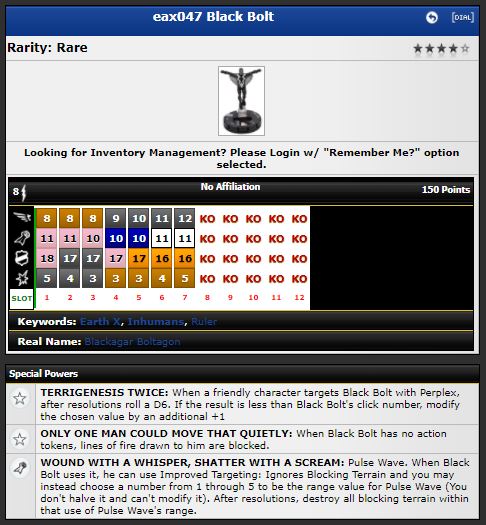 eax047 Black Bolt
[DIAL]
Rarity: Rare
Looking for Inventory Management? Please Login w/ "Remember Me?" option
selected.
8 No Affiliation 150 Points
8 8 8 9 10 11 12 KO KO KO KO KO
11 11 10 10 10 11 11 KO KO KO KO KO
18 17 17 17 17 16 16 KO KO KO KO KO
5 4 3 3 3 4 5 KO KO KO KO KO
SLOT 1 2 3 4 5 6 7 8 9 10 11 12
Keywords: Earth X, Inhumans, Ruler
Real Name: Blackagar Boltagon
Special Powers
TERRIGENESIS TWICE: When a friendly character targets Black Bolt with Perplex,
after resolutions roll a D6. If the result is less than Black Bolt's click number, modify
the chosen value by an additional +1
ONLY ONE MAN COULD MOVE THAT QUIETLY: When Black Bolt has no action
tokens, lines of fire drawn to him are blocked.
WOUND WITH A WHISPER, SHATTER WITH A SCREAM: Pulse Wave. When Black
Bolt uses it, he can use Improved Targeting: Ignores Blocking Terrain and you may
instead choose a number from 1 through 5 to be the range value for Pulse Wave (You
don't halve it and can't modify it). After resolutions, destroy all blocking terrain within
that use of Pulse Wave's range.